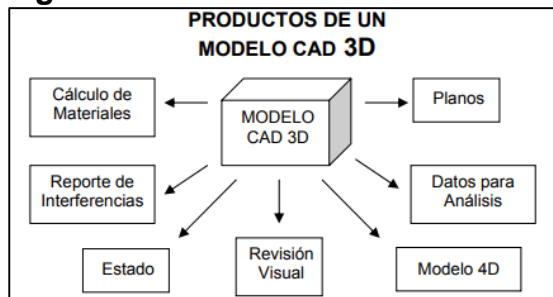 PRODUCTOS DE UN
MODELO CAD 3D
Cálculo de
Materiales
MODELO
CAD 3D
Planos
Reporte de
Interferencias
Datos para
Análisis
Estado
Revisión
Visual
Modelo 4D